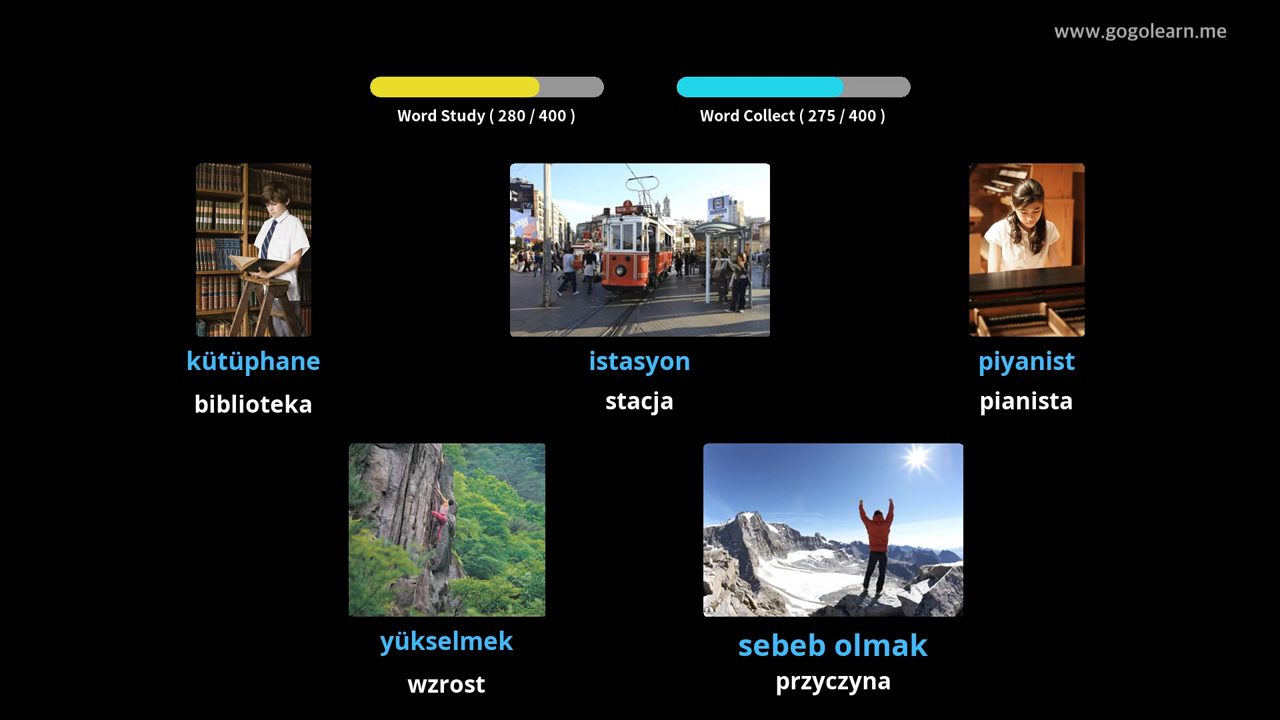 www.gogolearn.me
Word Study ( 280 / 400 )
Word Collect ( 275 / 400 )
kütüphane
istasyon
piyanist
biblioteka
stacja
pianista
yükselmek
sebeb olmak
wzrost
przyczyna